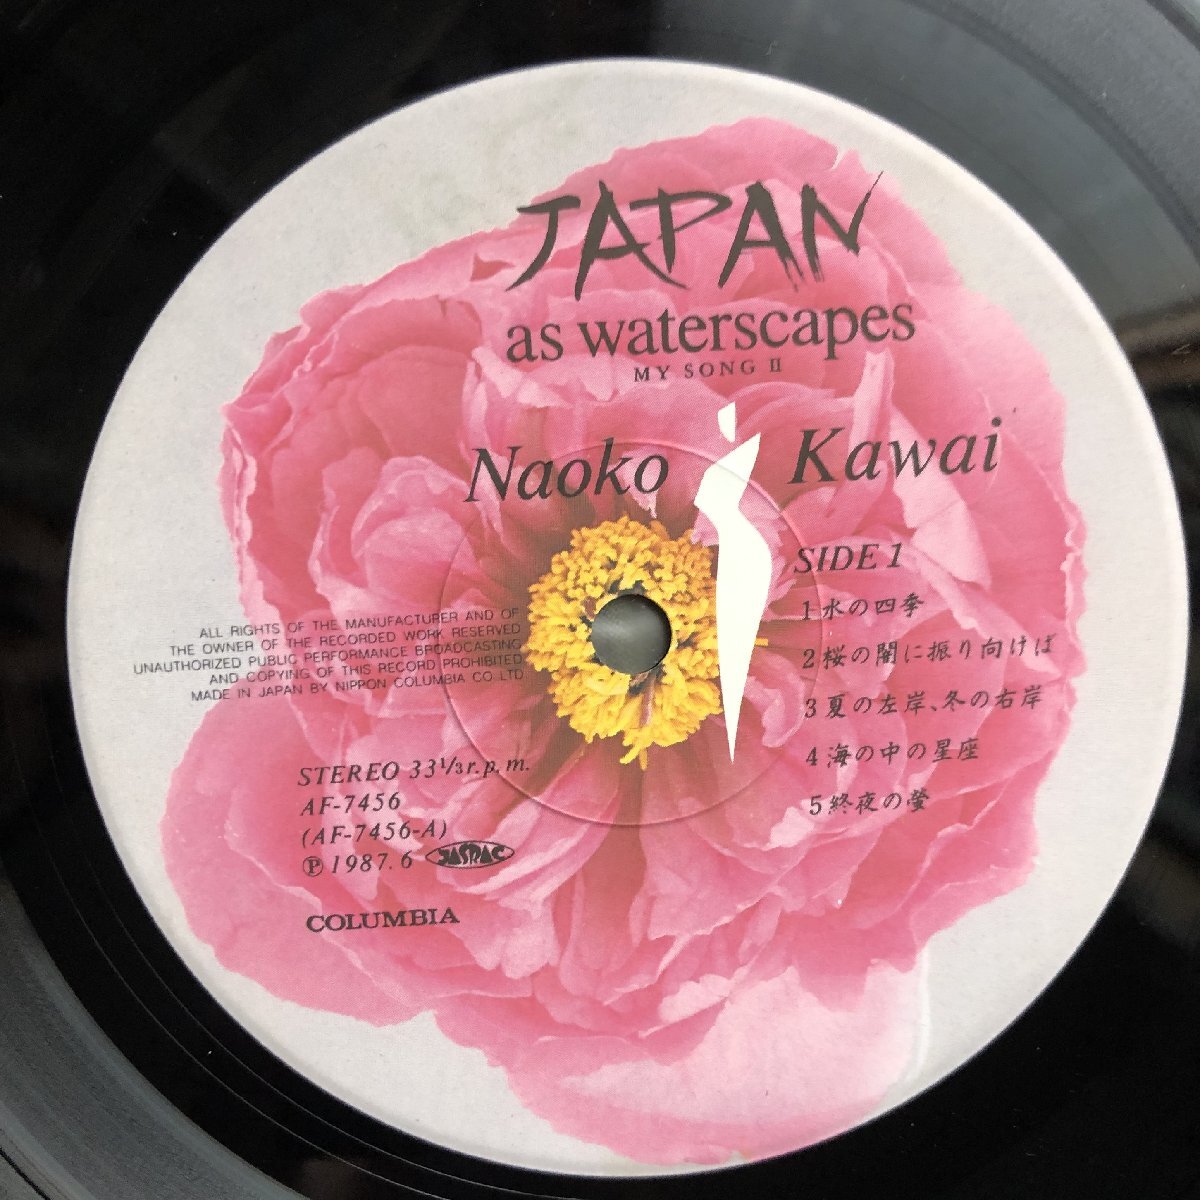 JAPAN
as waterscapes
MY SONG II
Naoko Kawai
SIDE 1
1 水の四季
2 桜の闇に振り向けば
3 夏の左岸、冬の右岸
4 海の中の星座
5 終夜の螢
ALL RIGHTS OF THE MANUFACTURER AND OF
THE OWNER OF THE RECORDED WORK RESERVED
UNAUTHORIZED PUBLIC PERFORMANCE BROADCASTING
AND COPYING OF THIS RECORD PROHIBITED
MADE IN JAPAN BY NIPPON COLUMBIA CO LTD
STEREO 33 1/3 r.p.m.
AF-7456
(AF-7456-A)
Ⓟ 1987. 6 JASRAC
COLUMBIA